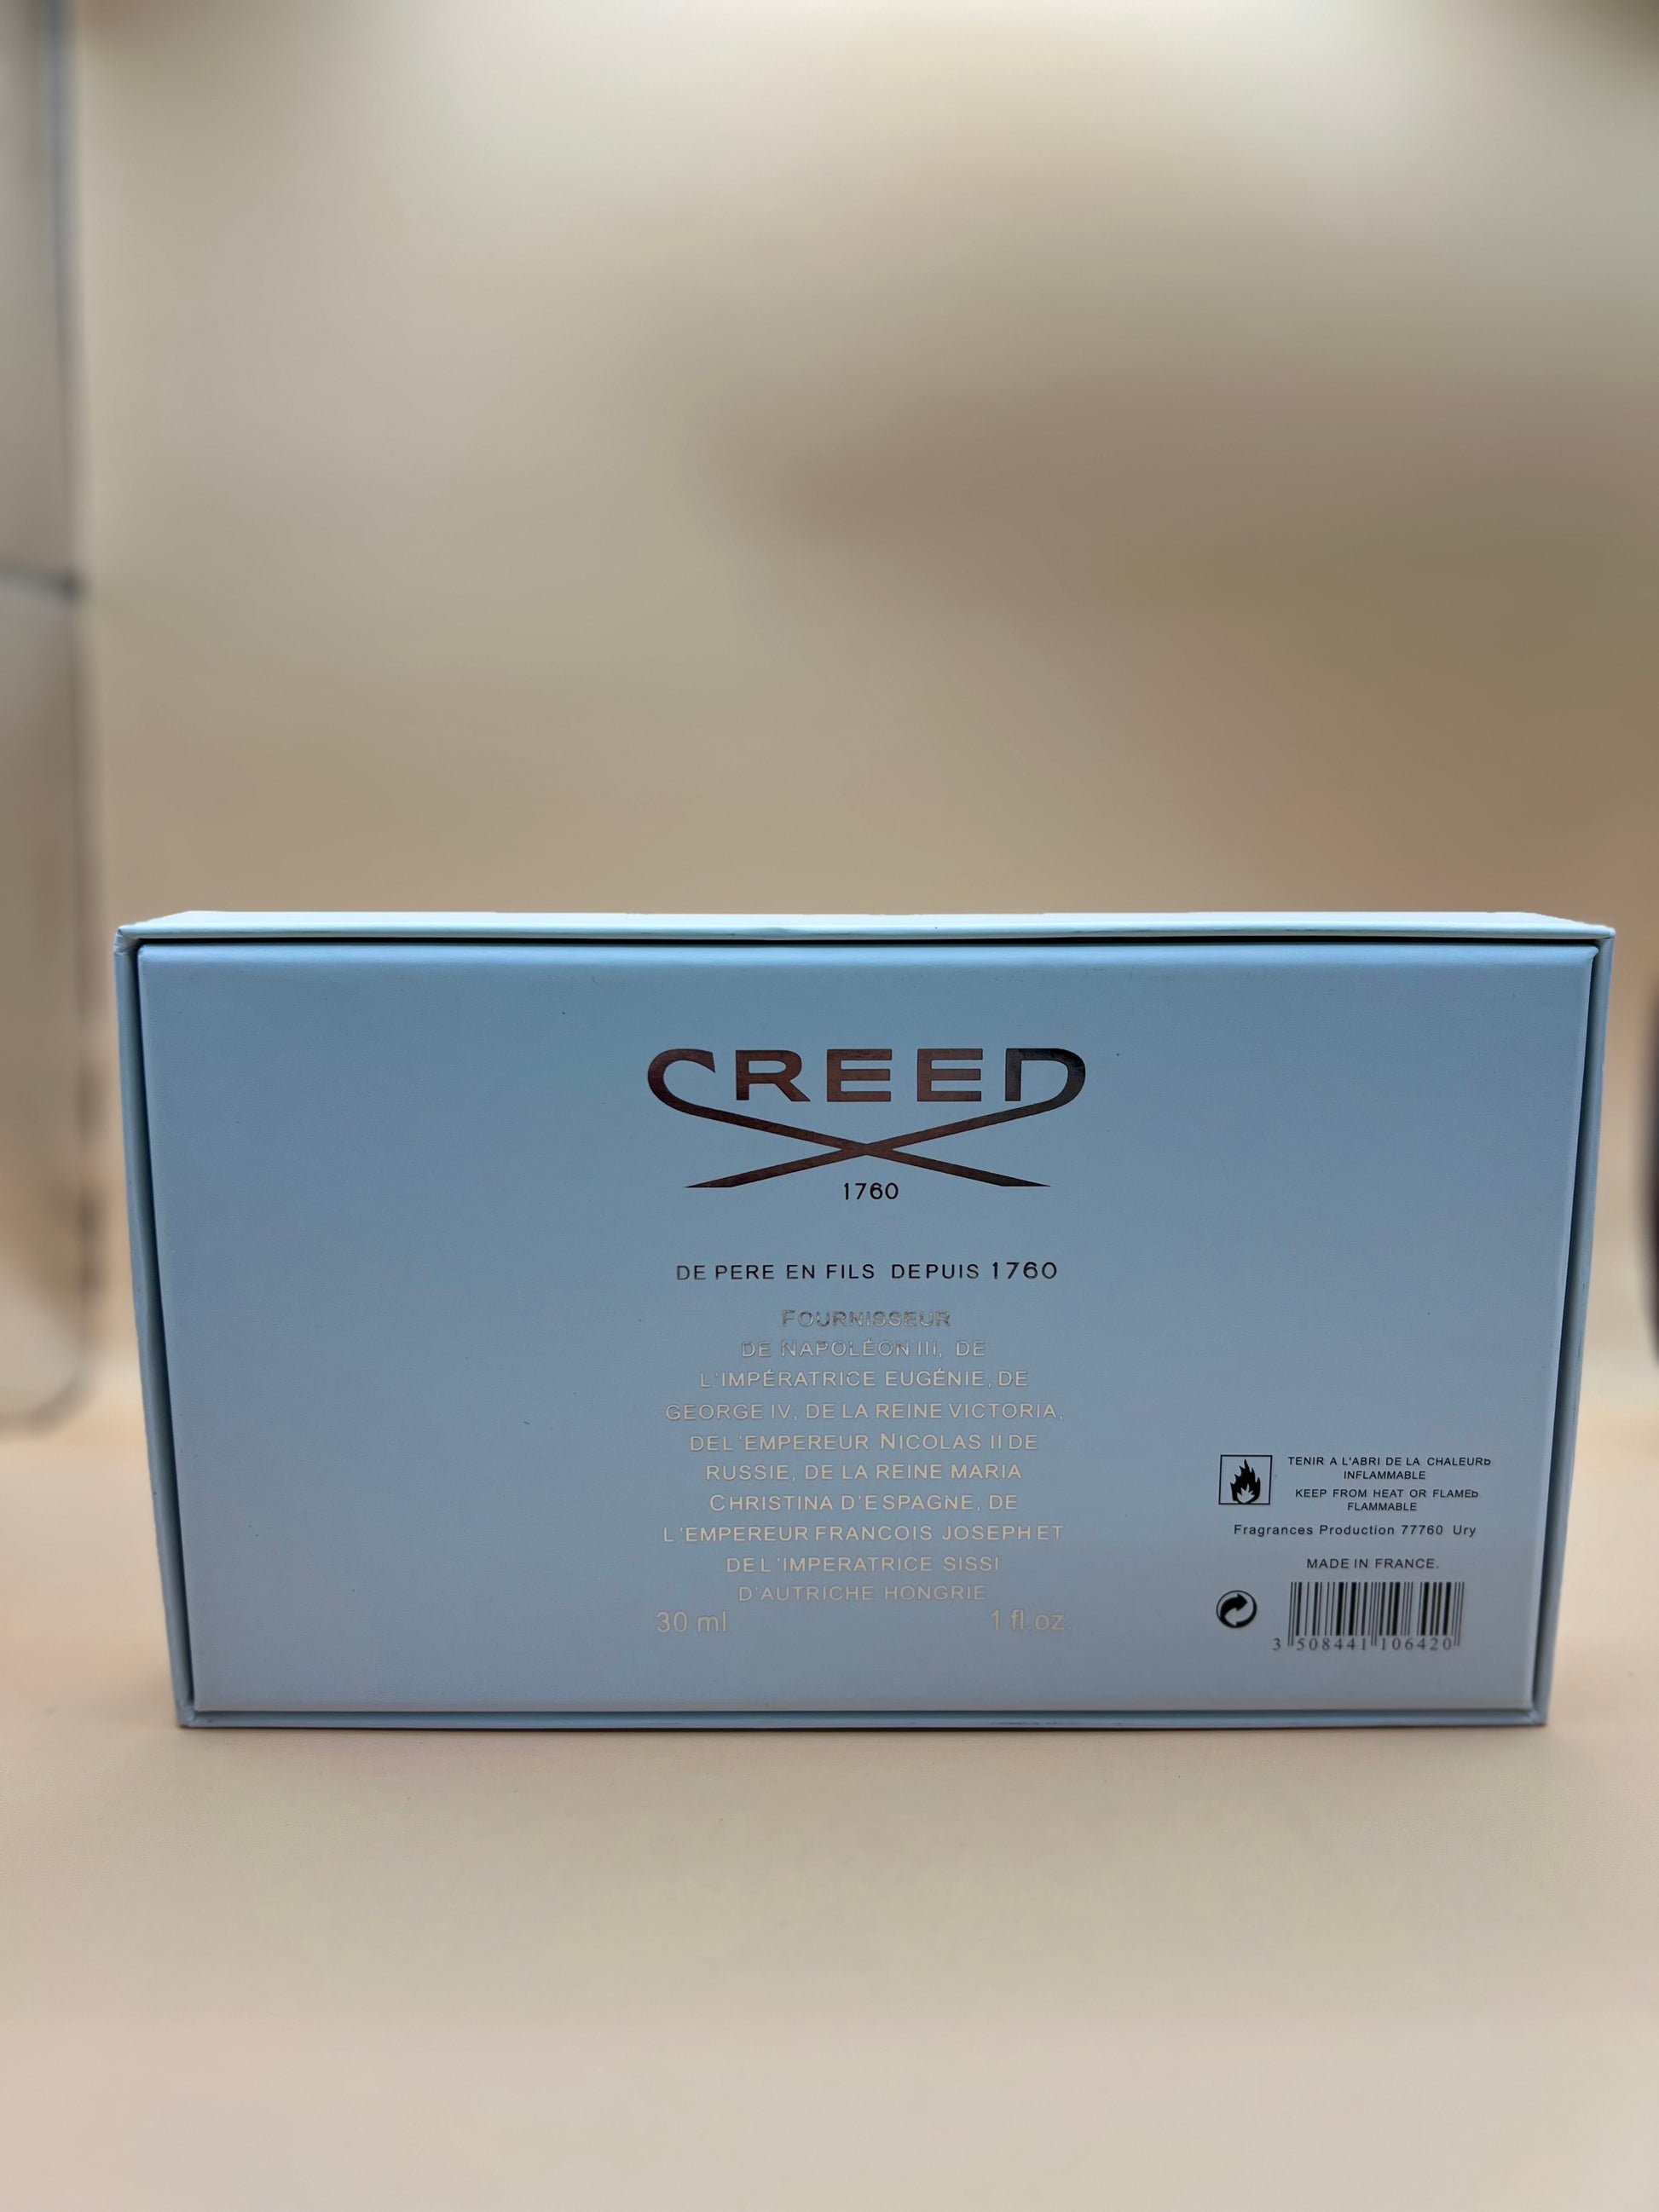 CREED
1760
DE PERE EN FILS DEPUIS 1760
FOURNISSEUR
DE NAPOLÉON III, DE
L'IMPÉRATRICE EUGÉNIE, DE
GEORGE IV, DE LA REINE VICTORIA,
DEL'EMPEREUR NICOLAS II DE
RUSSIE, DE LA REINE MARIA
CHRISTINA D'ESPAGNE, DE
L'EMPEREUR FRANCOIS JOSEPH ET
DEL'IMPERATRICE SISSI
D'AUTRICHE HONGRIE
30 ml 1 fl.oz.
TENIR A L'ABRI DE LA CHALEURь
INFLAMMABLE
KEEP FROM HEAT OR FLAMEь
FLAMMABLE
Fragrances Production 77760 Ury
MADE IN FRANCE.
3 508441 106420